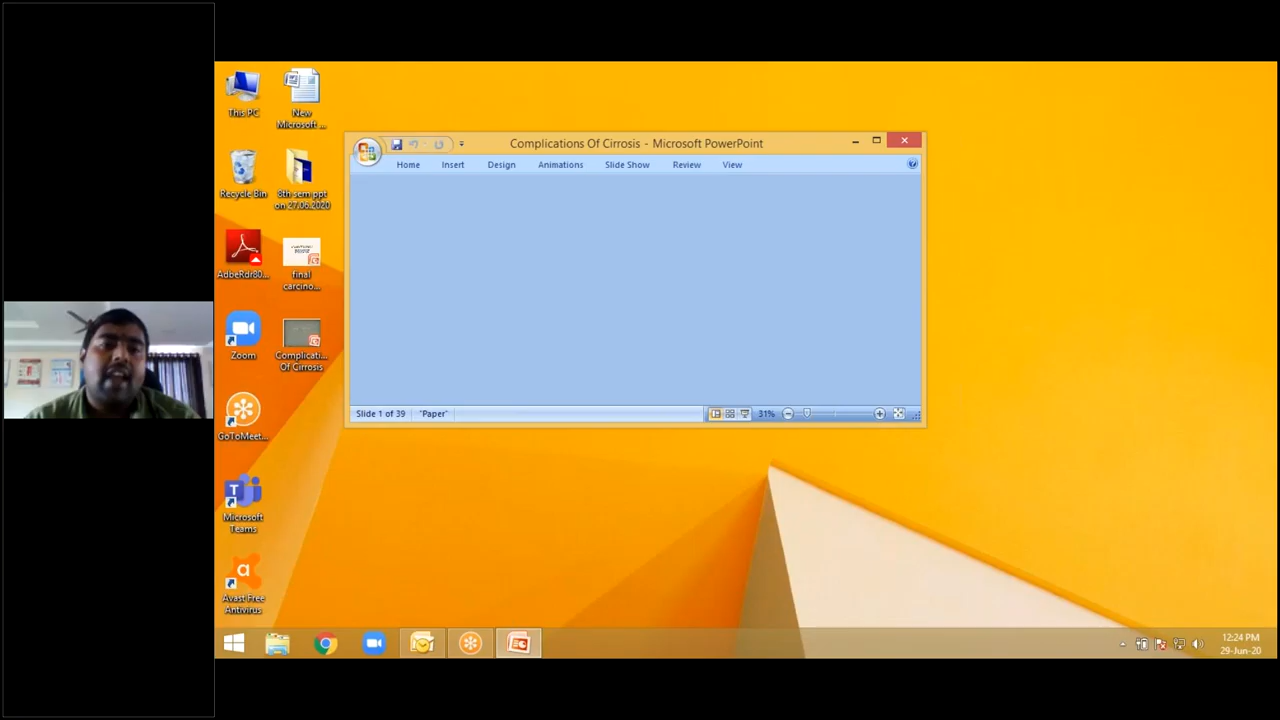 This PC
New
Microsoft ...
Recycle Bin
8th sem ppt
on 27.06.2020
AdbeRdr80...
final
carcino...
Zoom
Complicati...
Of Cirrosis
GoToMeet...
Microsoft
Teams
Avast Free
Antivirus
Complications Of Cirrosis - Microsoft PowerPoint
Home Insert Design Animations Slide Show Review View
Slide 1 of 39 "Paper" 31%
12:24 PM
29-Jun-20